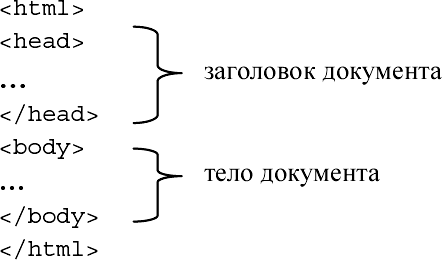 <html>
<head>
...
</head>
<body>
...
</body>
</html>
заголовок документа
тело документа